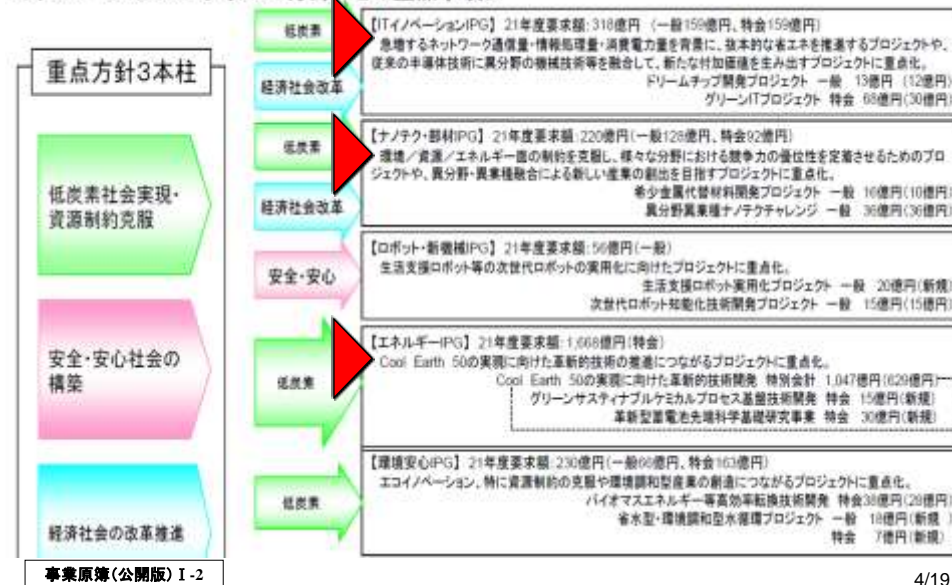 重点方針3本柱
低炭素社会実現・
資源制約克服
安全・安心社会の
構築
経済社会の改革推進
低炭素
経済社会改革
【ITイノベーションIPG】 21年度要求額:318億円 (一般159億円、特会159億円)
急増するネットワーク通信量・情報処理量・消費電力量を背景に、抜本的な省エネを推進するプロジェクトや、
従来の半導体技術に異分野の機械技術等を融合して、新たな付加価値を生み出すプロジェクトに重点化。
ドリームチップ開発プロジェクト 一般 13億円 (12億円)
グリーンITプロジェクト 特会 68億円(30億円)
低炭素
経済社会改革
【ナノテク・部材IPG】 21年度要求額:220億円(一般128億円、特会92億円)
環境/資源/エネルギー面の制約を克服し、様々な分野における競争力の優位性を定着させるためのプロ
ジェクトや、異分野・異業種融合による新しい産業の創出を目指すプロジェクトに重点化。
希少金属代替材料開発プロジェクト 一般 16億円(10億円)
異分野異業種ナノテクチャレンジ 一般 36億円(36億円)
安全・安心
【ロボット・新機械IPG】 21年度要求額:56億円(一般)
生活支援ロボット等の次世代ロボットの実用化に向けたプロジェクトに重点化。
生活支援ロボット実用化プロジェクト 一般 20億円(新規)
次世代ロボット知能化技術開発プロジェクト 一般 15億円(15億円)
低炭素
【エネルギーIPG】 21年度要求額:1,668億円(特会)
Cool Earth 50の実現に向けた革新的技術の推進につながるプロジェクトに重点化。
Cool Earth 50の実現に向けた革新的技術開発 特別会計 1,047億円(629億円)
グリーンサスティナブルケミカルプロセス基盤技術開発 特会 15億円(新規)
革新型蓄電池先端科学基礎研究事業 特会 30億円(新規)
低炭素
【環境安心IPG】 21年度要求額:230億円(一般66億円、特会163億円)
エコイノベーション、特に資源制約の克服や環境調和型産業の創造につながるプロジェクトに重点化。
バイオマスエネルギー等高効率転換技術開発 特会38億円(28億円)
省水型・環境調和型水循環プロジェクト 一般 18億円(新規)
特会 7億円(新規)
事業原簿(公開版) I-2
4/19